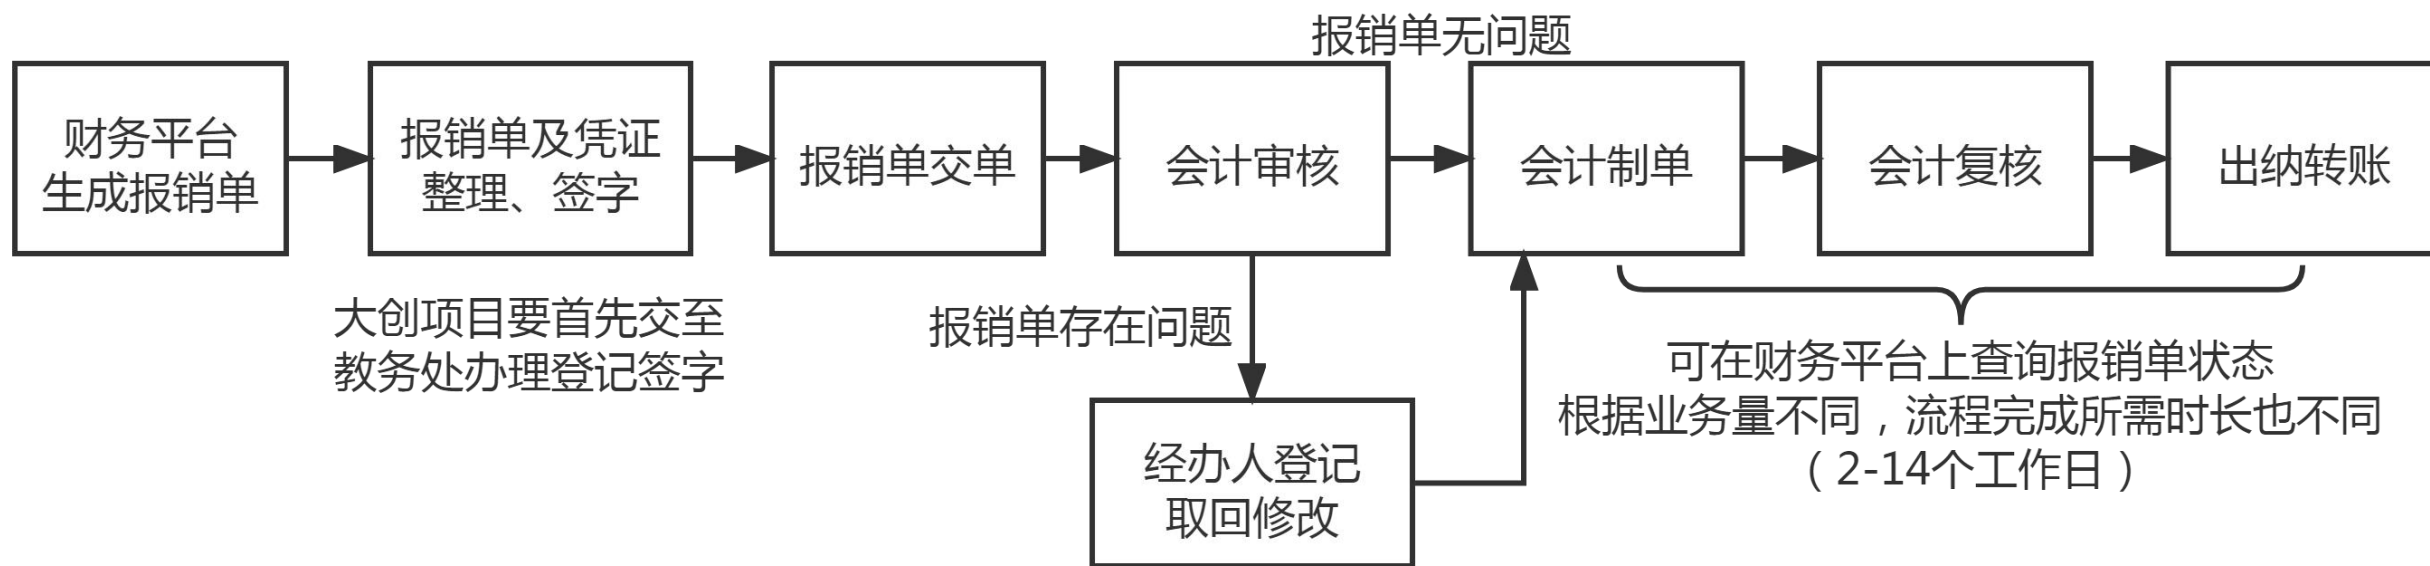 报销单无问题
财务平台
生成报销单
报销单及凭证
整理、签字
报销单交单
会计审核
会计制单
会计复核
出纳转账
大创项目要首先交至
教务处办理登记签字
报销单存在问题
经办人登记
取回修改
可在财务平台上查询报销单状态
根据业务量不同，流程完成所需时长也不同
（2-14个工作日）